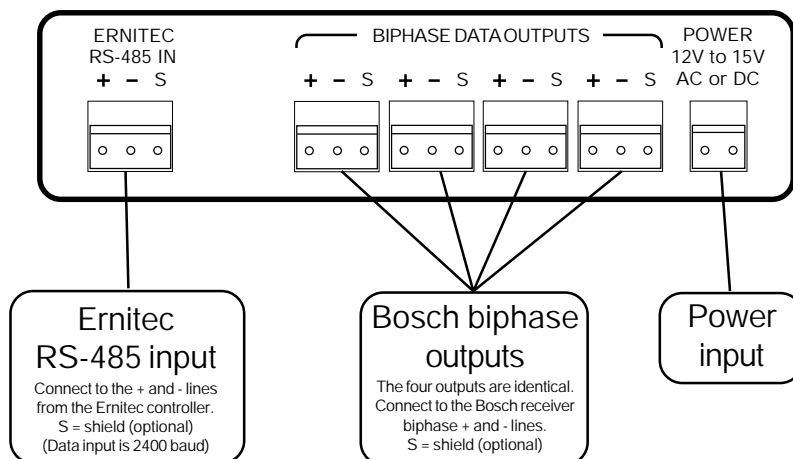 ERNITEC
RS-485 IN
+ – S
BIPHASE DATA OUTPUTS
+ – S + – S + – S + – S
POWER
12V to 15V
AC or DC
Ernitec
RS-485 input
Connect to the + and - lines
from the Ernitec controller.
S = shield (optional)
(Data input is 2400 baud)
Bosch biphase
outputs
The four outputs are identical.
Connect to the Bosch receiver
biphase + and - lines.
S = shield (optional)
Power
input